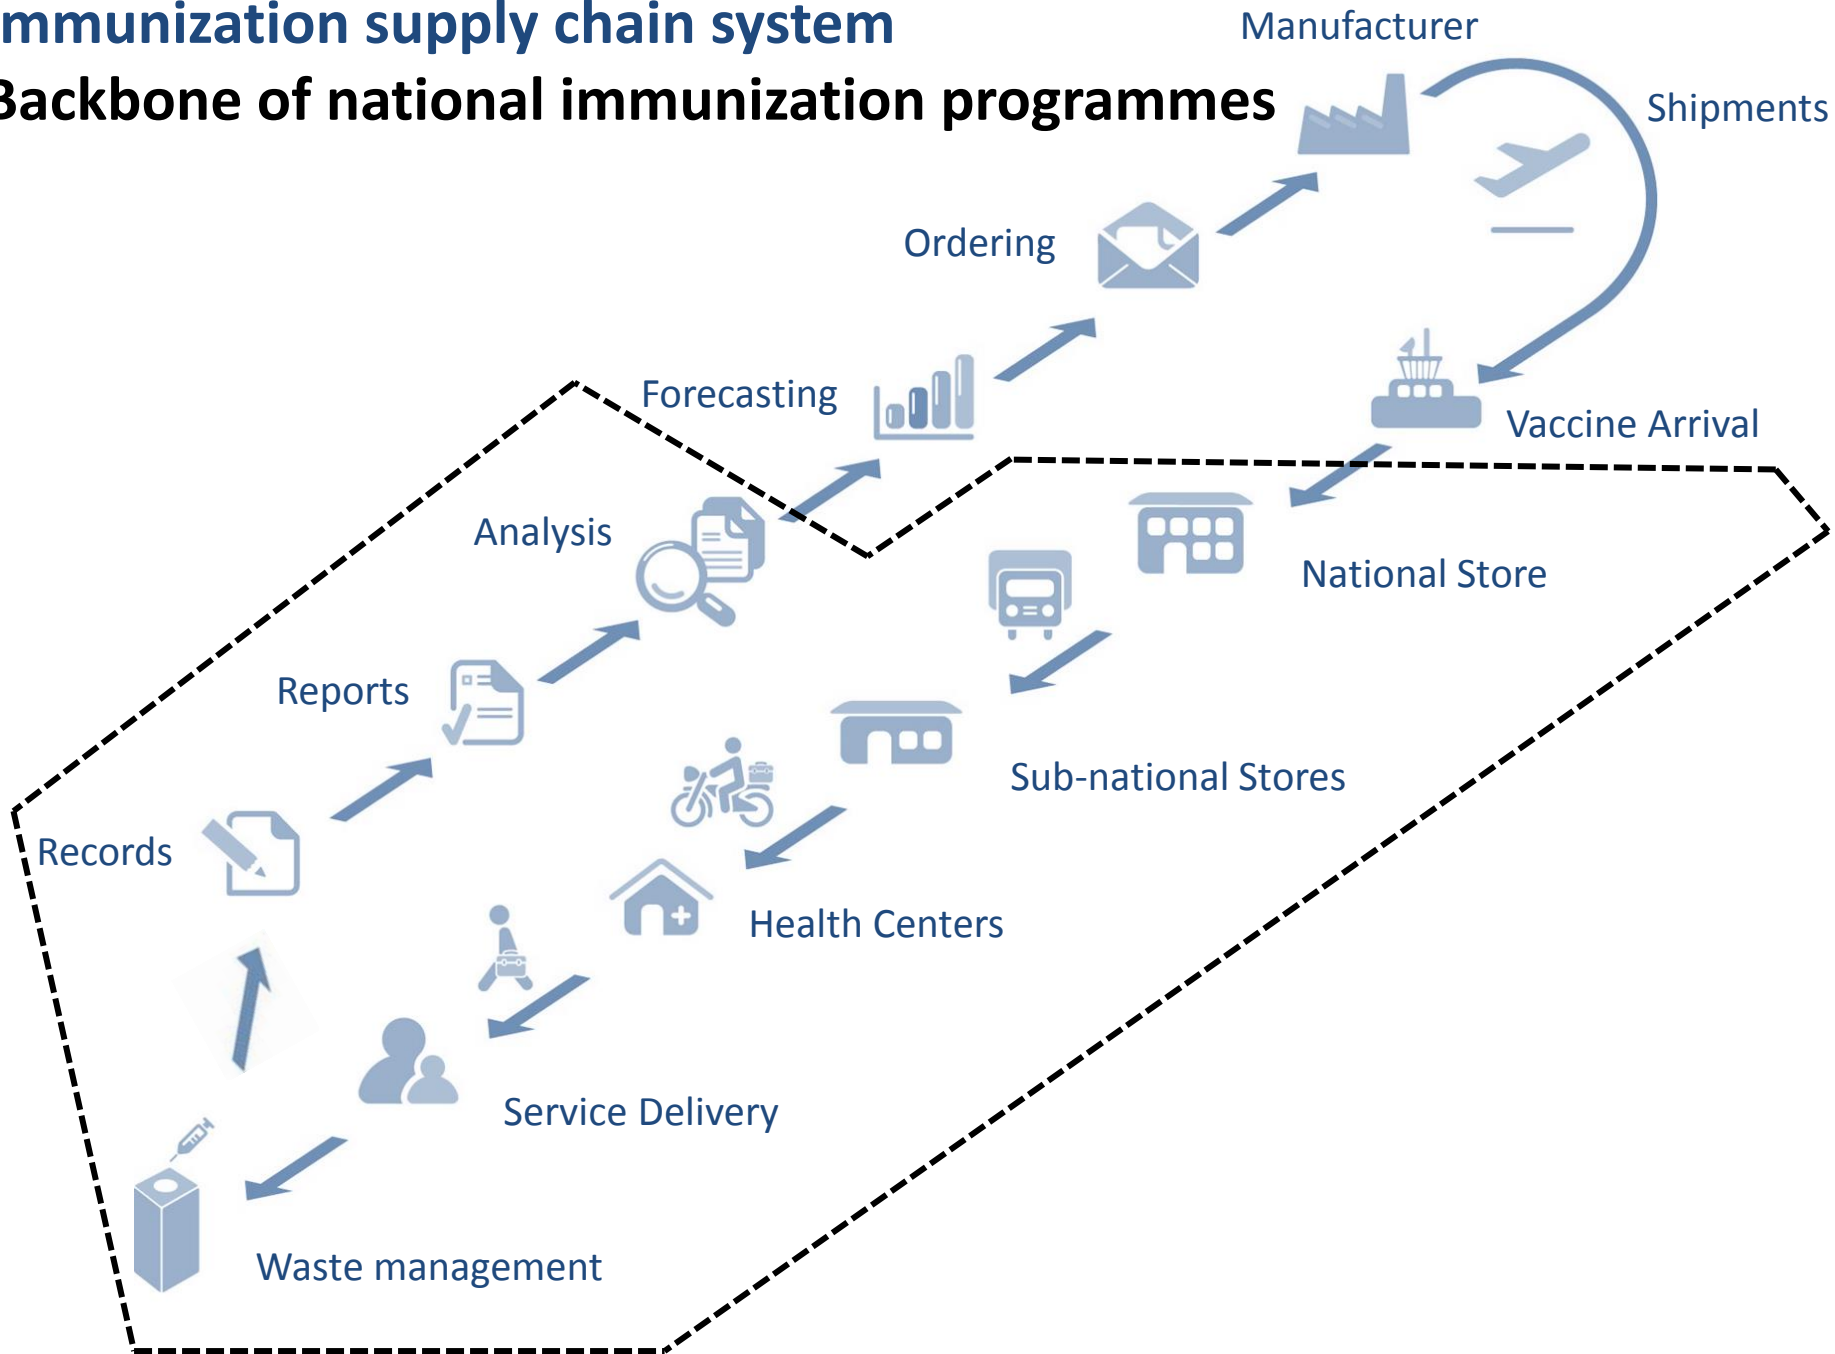 mmunization supply chain system
Backbone of national immunization programmes
Manufacturer
Shipments
Ordering
Forecasting
Vaccine Arrival
Analysis
National Store
Reports
Sub-national Stores
Records
Health Centers
Service Delivery
Waste management